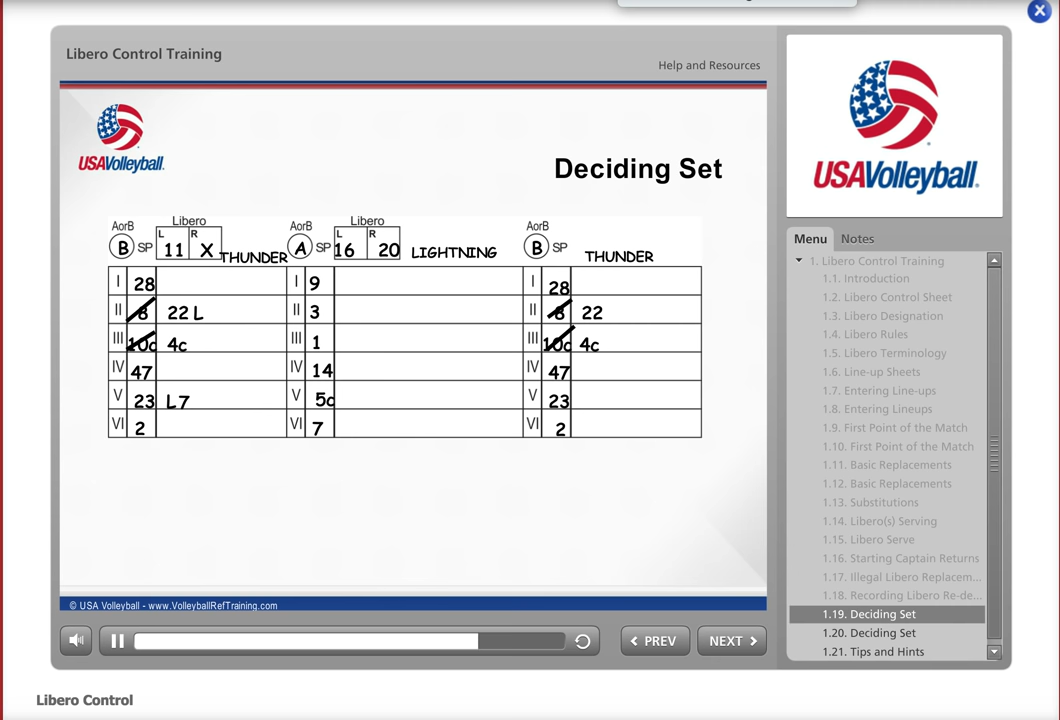 Libero Control Training
Help and Resources
USAVolleyball.
Deciding Set
AorB Libero AorB Libero AorB
B SP L 11 R X THUNDER A SP L 16 R 20 LIGHTNING B SP THUNDER
I 28 I 9 I 28
II 8 22 L II 3 II 8 22
III 10c 4c III 1 III 10c 4c
IV 47 IV 14 IV 47
V 23 L 7 V 5c V 23
VI 2 VI 7 VI 2
© USA Volleyball - www.VolleyballRefTraining.com
PREV NEXT
USAVolleyball.
Menu Notes
1. Libero Control Training
1.1. Introduction
1.2. Libero Control Sheet
1.3. Libero Designation
1.4. Libero Rules
1.5. Libero Terminology
1.6. Line-up Sheets
1.7. Entering Line-ups
1.8. Entering Lineups
1.9. First Point of the Match
1.10. First Point of the Match
1.11. Basic Replacements
1.12. Basic Replacements
1.13. Substitutions
1.14. Libero(s) Serving
1.15. Libero Serve
1.16. Starting Captain Returns
1.17. Illegal Libero Replacem...
1.18. Recording Libero Re-de...
1.19. Deciding Set
1.20. Deciding Set
1.21. Tips and Hints
Libero Control